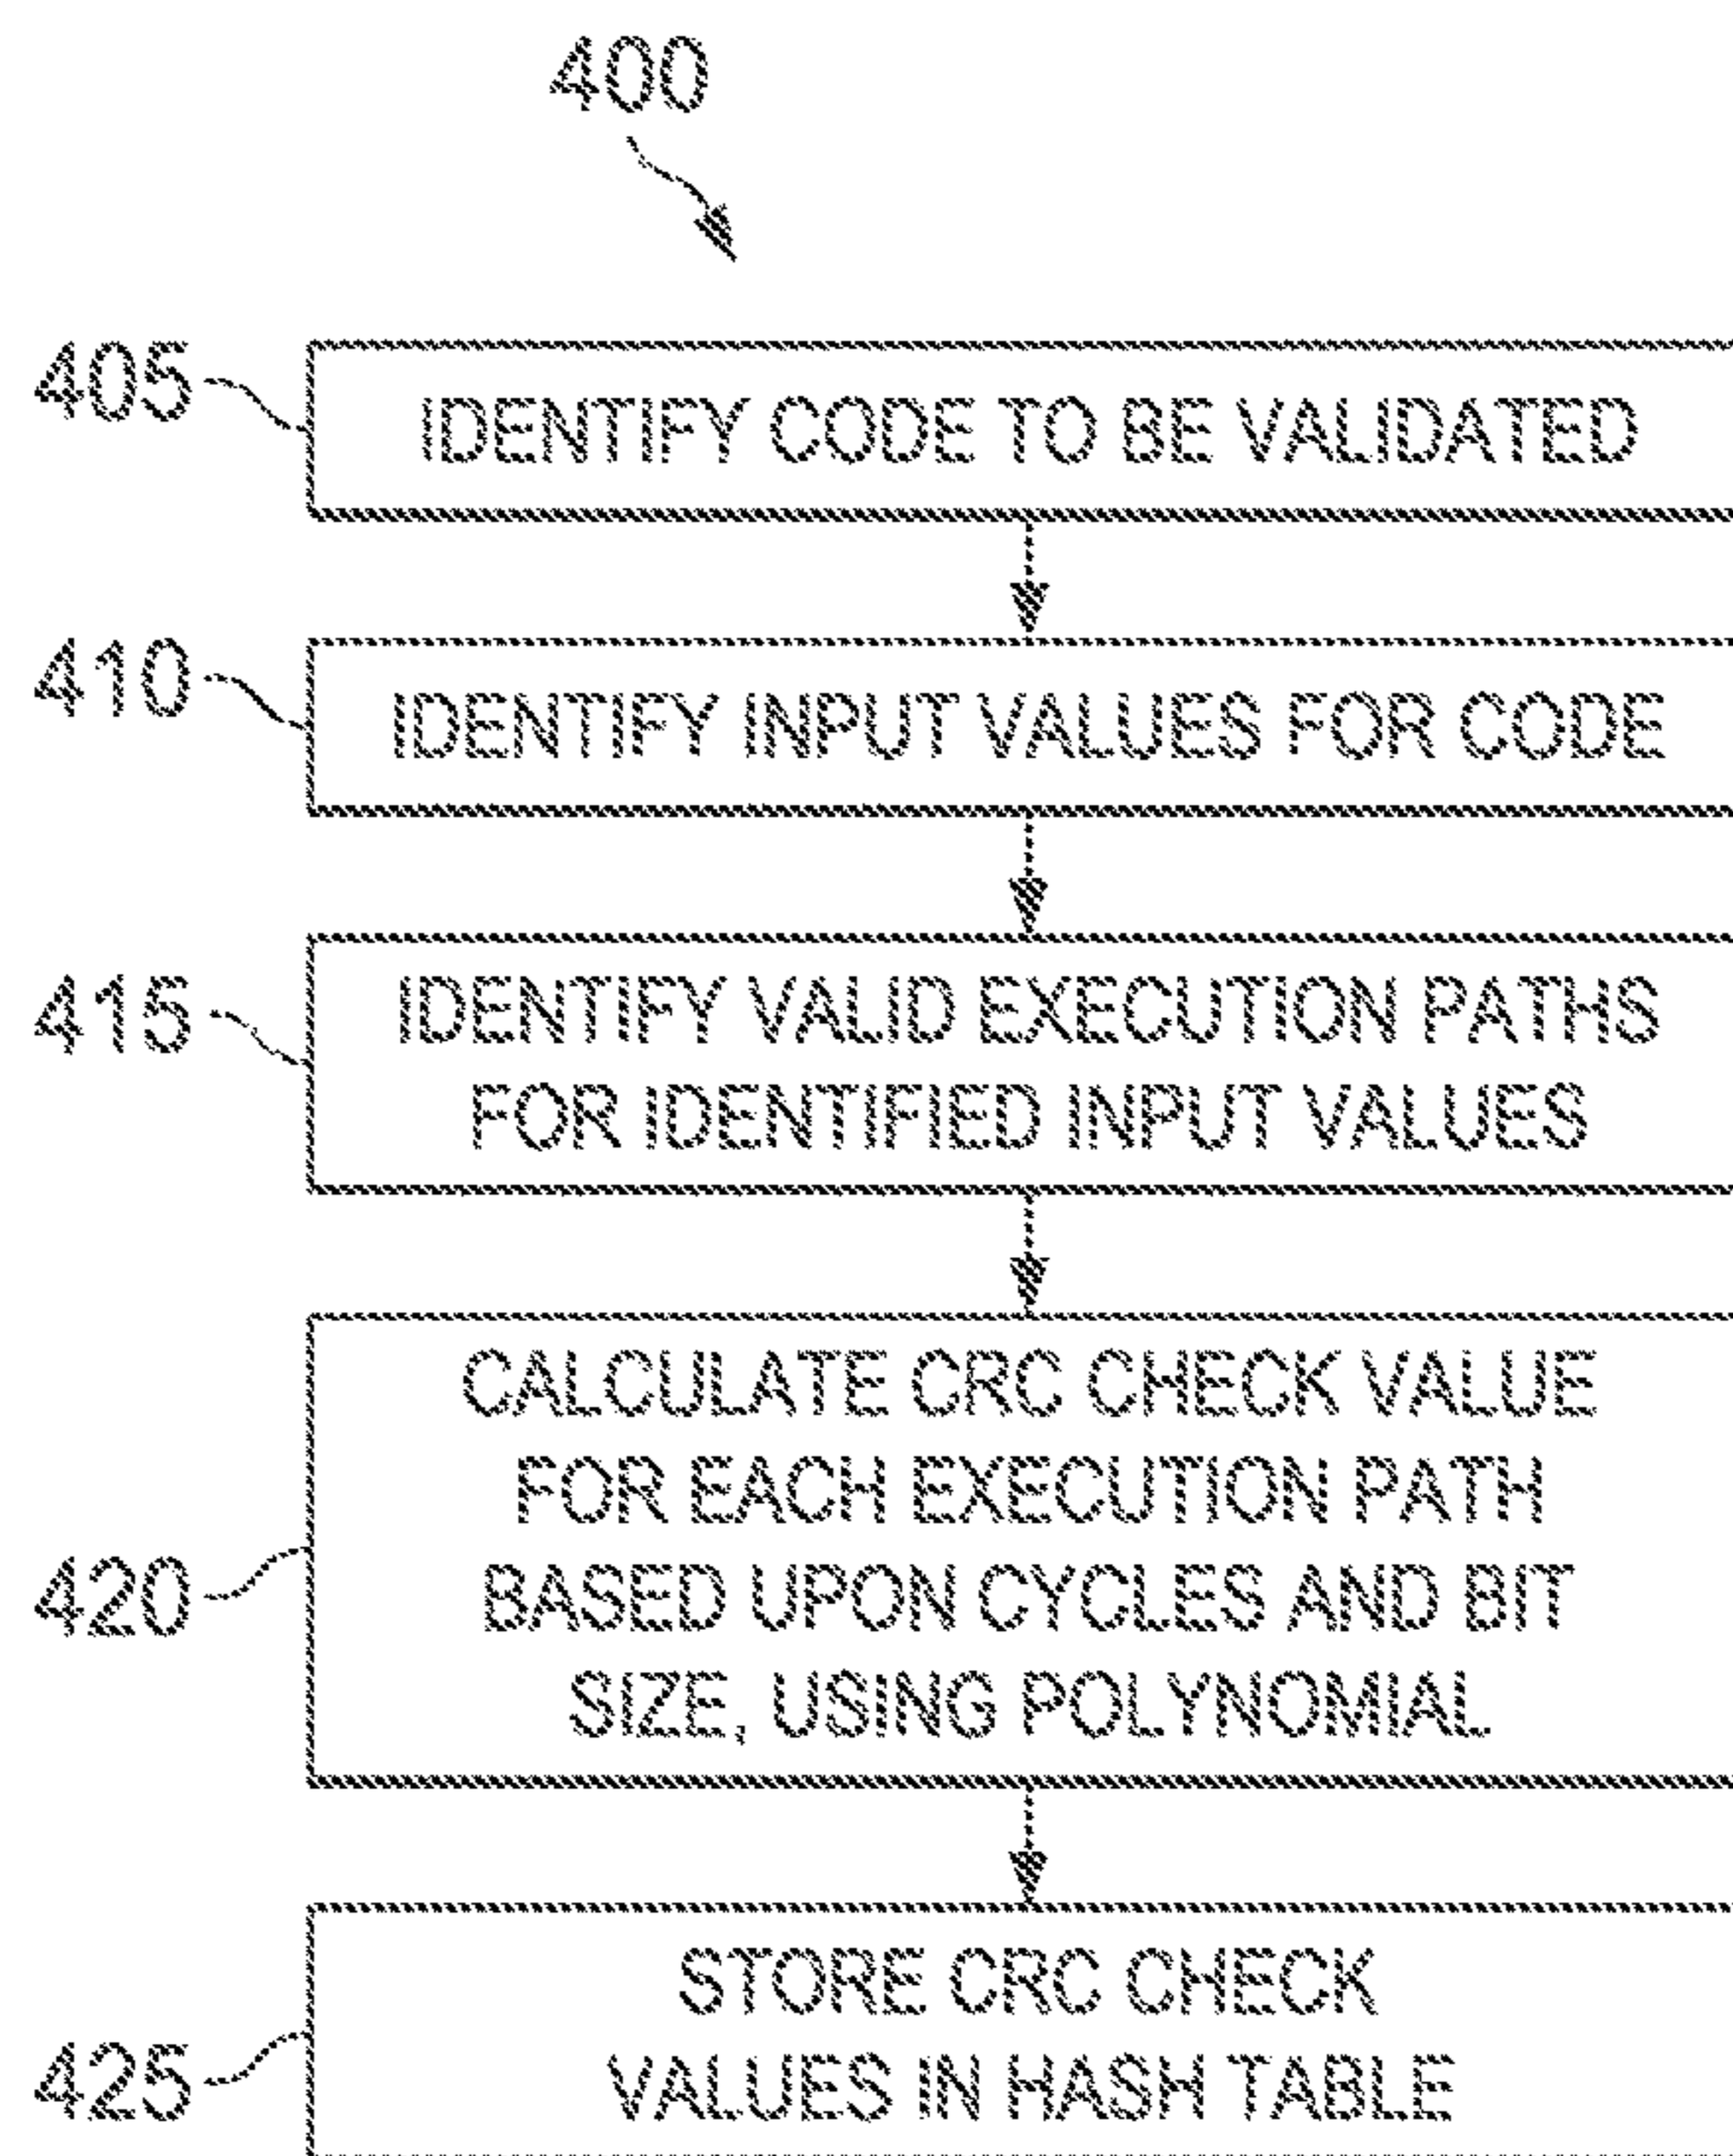 400
405
IDENTIFY CODE TO BE VALIDATED
410
IDENTIFY INPUT VALUES FOR CODE
415
IDENTIFY VALID EXECUTION PATHS
FOR IDENTIFIED INPUT VALUES
420
CALCULATE CRC CHECK VALUE
FOR EACH EXECUTION PATH
BASED UPON CYCLES AND BIT
SIZE, USING POLYNOMIAL
425
STORE CRC CHECK
VALUES IN HASH TABLE